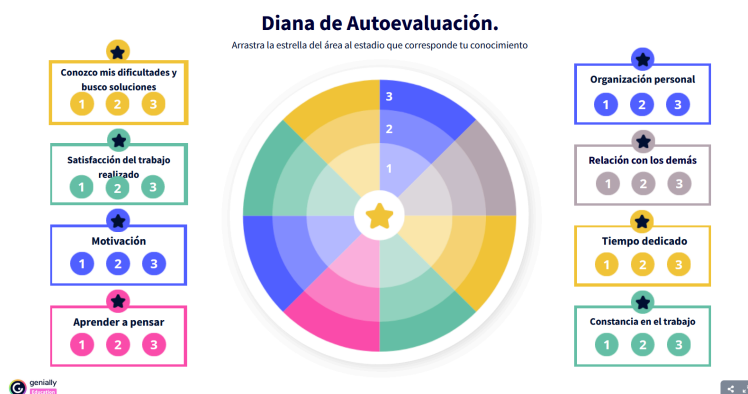 Diana de Autoevaluación.
Arrastra la estrella del área al estadio que corresponde tu conocimiento
Conozco mis dificultades y
busco soluciones
1 2 3
Satisfacción del trabajo
realizado
1 2 3
Motivación
1 2 3
Aprender a pensar
1 2 3
3
2
1
Organización personal
1 2 3
Relación con los demás
1 2 3
Tiempo dedicado
1 2 3
Constancia en el trabajo
1 2 3
G
genially
Education